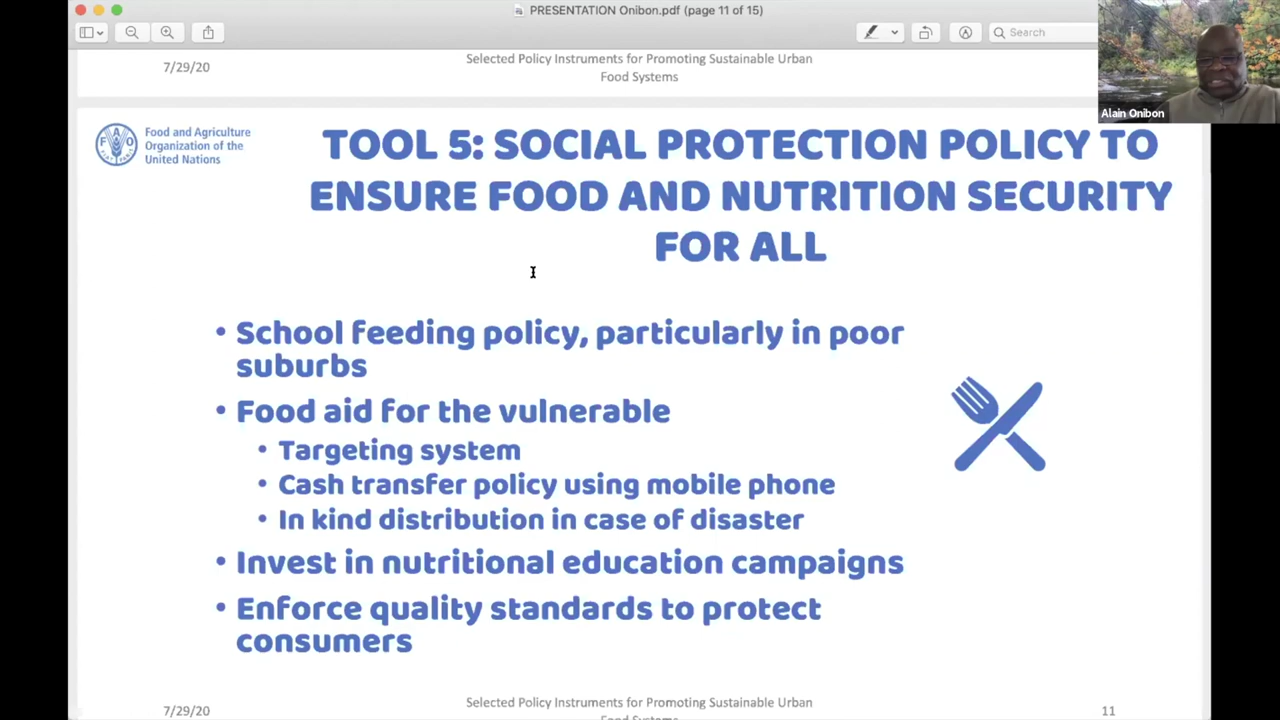 PRESENTATION Onibon.pdf (page 11 of 15)
Search
7/29/20
Selected Policy Instruments for Promoting Sustainable Urban
Food Systems
Alain Onibon
FAO
Food and Agriculture
Organization of the
United Nations
TOOL 5: SOCIAL PROTECTION POLICY TO
ENSURE FOOD AND NUTRITION SECURITY
FOR ALL
• School feeding policy, particularly in poor
suburbs
• Food aid for the vulnerable
• Targeting system
• Cash transfer policy using mobile phone
• In kind distribution in case of disaster
• Invest in nutritional education campaigns
• Enforce quality standards to protect
consumers
7/29/20
Selected Policy Instruments for Promoting Sustainable Urban
Food Systems
11